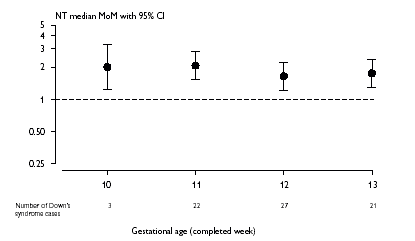 NT median MoM with 95% CI
5
4
3
2
1
0.50
0.25
10 11 12 13
Number of Down's
syndrome cases
3 22 27 21
Gestational age (completed week)